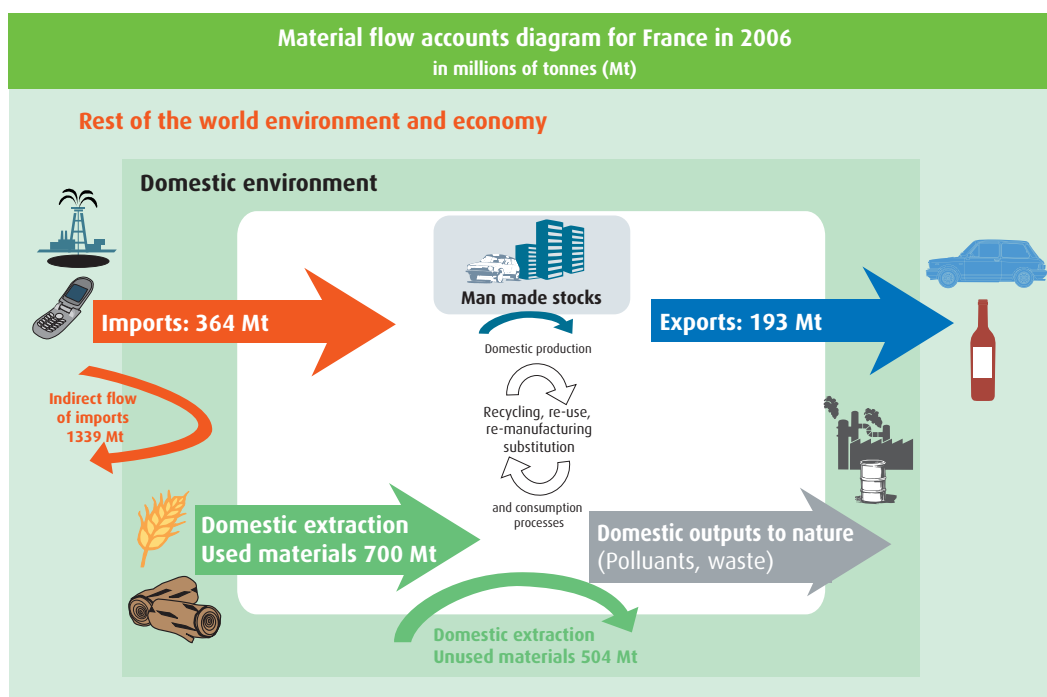 Material flow accounts diagram for France in 2006
in millions of tonnes (Mt)
Rest of the world environment and economy
Domestic environment
Man made stocks
Imports: 364 Mt
Exports: 193 Mt
Domestic production
Indirect flow
of imports
1339 Mt
Recycling, re-use,
re-manufacturing
substitution
and consumption
processes
Domestic extraction
Used materials 700 Mt
Domestic outputs to nature
(Polluants, waste)
Domestic extraction
Unused materials 504 Mt